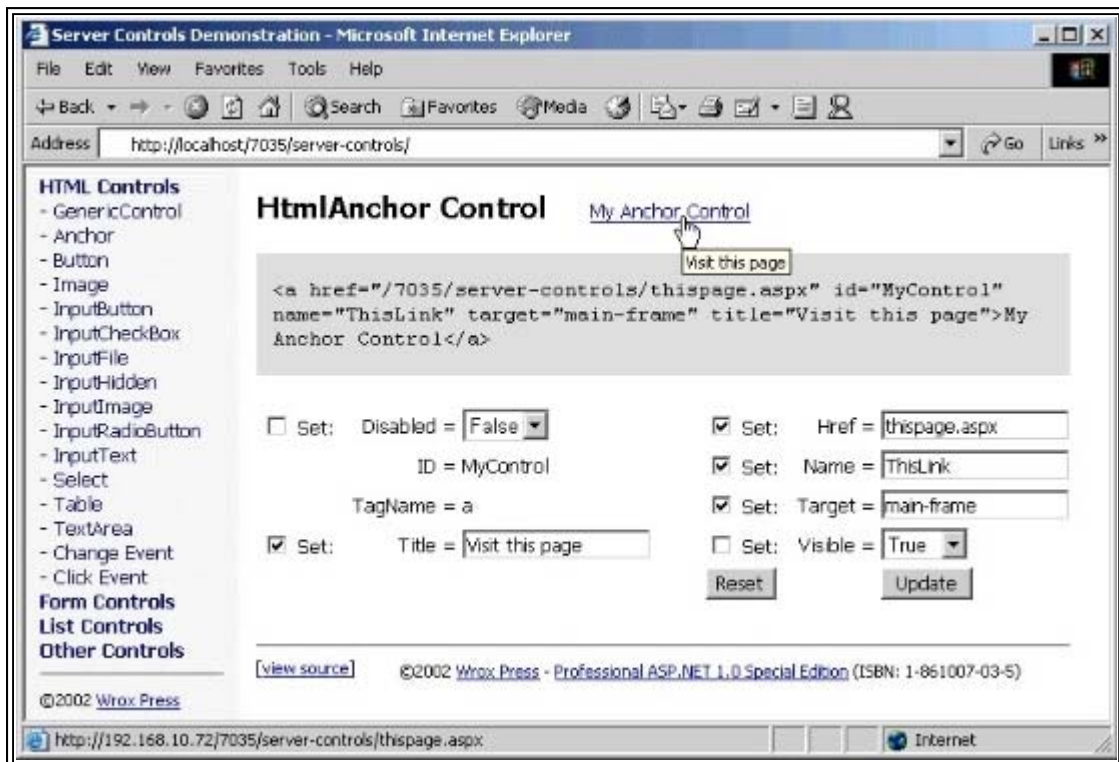 Server Controls Demonstration - Microsoft Internet Explorer
File Edit View Favorites Tools Help
Back Search Favorites Media
Address http://localhost/7035/server-controls/ Go Links »
HTML Controls
- GenericControl
- Anchor
- Button
- Image
- InputButton
- InputCheckBox
- InputFile
- InputHidden
- InputImage
- InputRadioButton
- InputText
- Select
- Table
- TextArea
- Change Event
- Click Event
Form Controls
List Controls
Other Controls
©2002 Wrox Press
HtmlAnchor Control My Anchor Control
Visit this page
<a href="/7035/server-controls/thispage.aspx" id="MyControl"
name="ThisLink" target="main-frame" title="Visit this page">My
Anchor Control</a>
Set: Disabled = False Set: Href = thispage.aspx
ID = MyControl Set: Name = ThisLink
TagName = a Set: Target = main-frame
Set: Title = Visit this page Set: Visible = True
Reset Update
[view source] ©2002 Wrox Press - Professional ASP.NET 1.0 Special Edition (ISBN: 1-861007-03-5)
http://192.168.10.72/7035/server-controls/thispage.aspx Internet